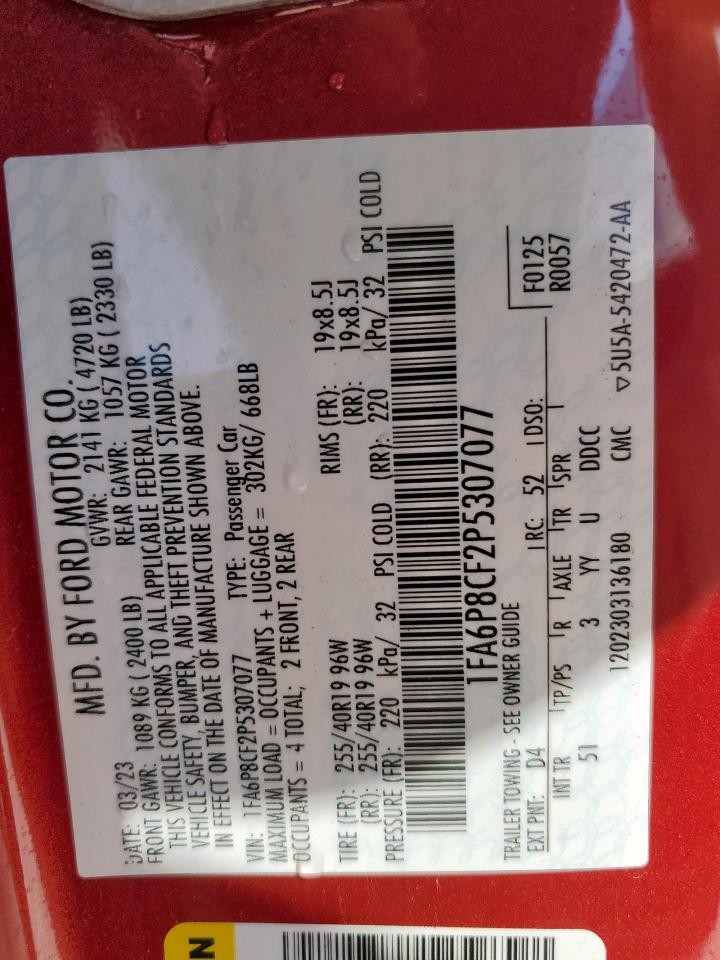 MFD. BY FORD MOTOR CO.
DATE: 03/23 GVWR: 2141 KG ( 4720 LB)
FRONT GAWR: 1089 KG ( 2400 LB) REAR GAWR: 1057 KG ( 2330 LB)
THIS VEHICLE CONFORMS TO ALL APPLICABLE FEDERAL MOTOR
VEHICLE SAFETY, BUMPER, AND THEFT PREVENTION STANDARDS
IN EFFECT ON THE DATE OF MANUFACTURE SHOWN ABOVE.
VIN: 1FA6P8CF2P5307077 TYPE: Passenger Car
MAXIMUM LOAD = OCCUPANTS + LUGGAGE = 302KG/ 668LB
OCCUPANTS = 4 TOTAL; 2 FRONT, 2 REAR
TIRE (FR): 255/40R19 96W RIMS (FR): 19x8.5J
(RR): 255/40R19 96W (RR): 19x8.5J
PRESSURE (FR): 220 kPa/ 32 PSI COLD (RR): 220 kPa/ 32 PSI COLD
1FA6P8CF2P5307077
TRAILER TOWING - SEE OWNER GUIDE F0125
EXT PNT: D4 RC: 52 DSO: R0057
INT TR TP/PS R AXLE TR SPR
51 3 YY U DDCC
1202303136180 CMC ▽5U5A-5420472-AA
N